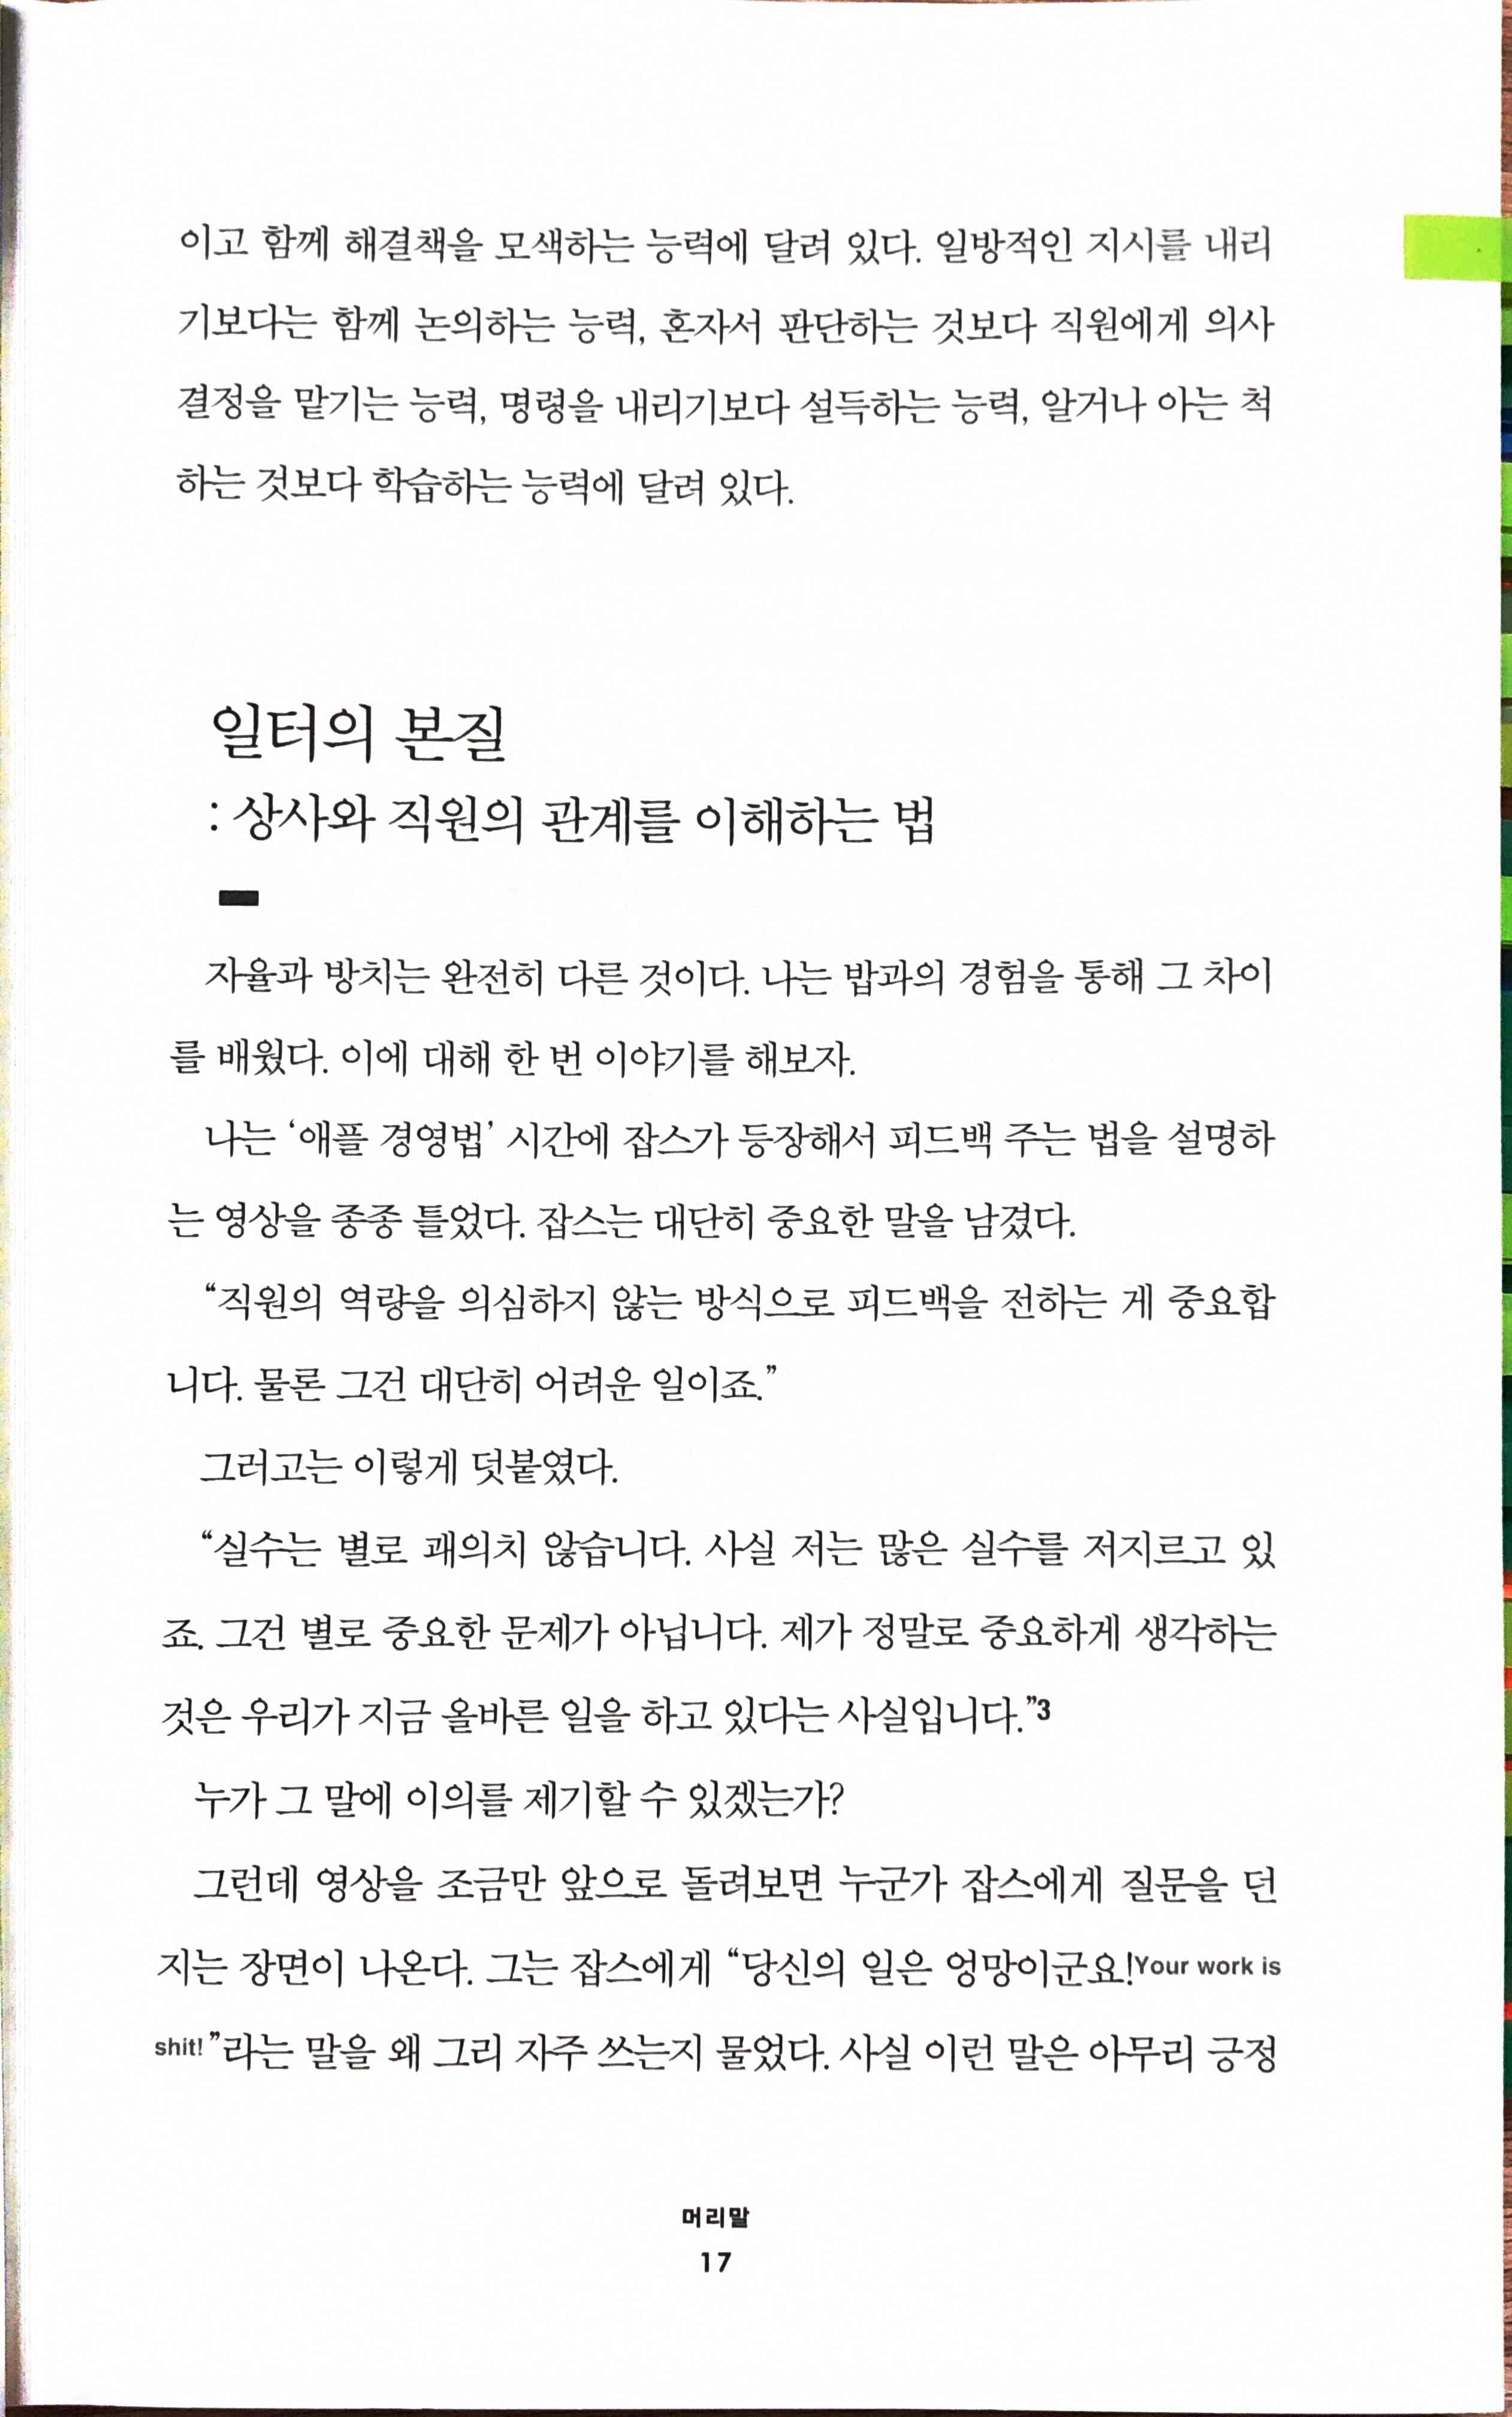 이고 함께 해결책을 모색하는 능력에 달려 있다. 일방적인 지시를 내리
기보다는 함께 논의하는 능력, 혼자서 판단하는 것보다 직원에게 의사
결정을 맡기는 능력, 명령을 내리기보다 설득하는 능력, 알거나 아는 척
하는 것보다 학습하는 능력에 달려 있다.
일터의 본질
: 상사와 직원의 관계를 이해하는 법
자율과 방치는 완전히 다른 것이다. 나는 밥과의 경험을 통해 그 차이
를 배웠다. 이에 대해 한 번 이야기를 해보자.
나는 ‘애플 경영법’ 시간에 잡스가 등장해서 피드백 주는 법을 설명하
는 영상을 종종 틀었다. 잡스는 대단히 중요한 말을 남겼다.
“직원의 역량을 의심하지 않는 방식으로 피드백을 전하는 게 중요합
니다. 물론 그건 대단히 어려운 일이죠.”
그러고는 이렇게 덧붙였다.
“실수는 별로 괘의치 않습니다. 사실 저는 많은 실수를 저지르고 있
죠. 그건 별로 중요한 문제가 아닙니다. 제가 정말로 중요하게 생각하는
것은 우리가 지금 올바른 일을 하고 있다는 사실입니다.”3
누가 그 말에 이의를 제기할 수 있겠는가?
그런데 영상을 조금만 앞으로 돌려보면 누군가 잡스에게 질문을 던
지는 장면이 나온다. 그는 잡스에게 “당신의 일은 엉망이군요!Your work is
shit!”라는 말을 왜 그리 자주 쓰는지 물었다. 사실 이런 말은 아무리 긍정
머리말
17